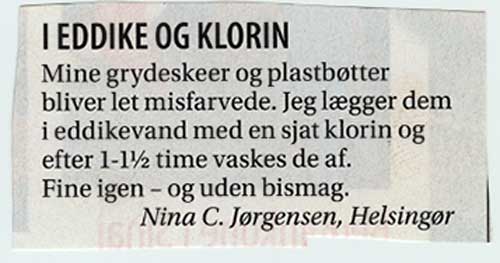 I EDDIKE OG KLORIN
Mine grydeskeer og plastbøtter
bliver let misfarvede. Jeg lægger dem
i eddikevand med en sjat klorin og
efter 1-1½ time vaskes de af.
Fine igen – og uden bismag.
Nina C. Jørgensen, Helsingør